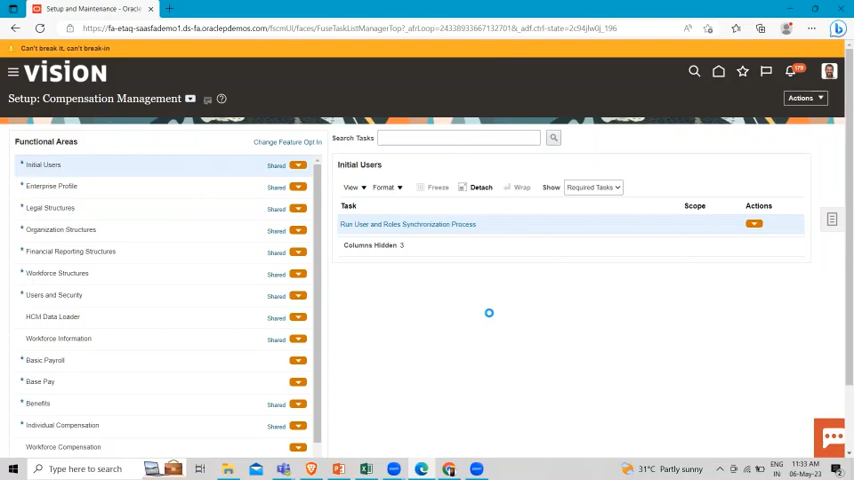 Setup and Maintenance - Oracle
https://fa-etaq-saasfademo1.ds-fa.oraclepdemos.com/fscmUI/faces/FuseTaskListManagerTop?_afrLoop=243389336671327018&_adf.ctrl-state=2c94jlw0j_196
Can't break it, can't break-in
VISION
179
Setup: Compensation Management
Actions
Functional Areas
Change Feature Opt In
Search Tasks
Initial Users Shared
Enterprise Profile Shared
Legal Structures Shared
Organization Structures Shared
Financial Reporting Structures Shared
Workforce Structures Shared
Users and Security Shared
HCM Data Loader Shared
Workforce Information Shared
Basic Payroll
Base Pay
Benefits Shared
Individual Compensation Shared
Workforce Compensation
Initial Users
View Format Freeze Detach Wrap Show Required Tasks
Task Scope Actions
Run User and Roles Synchronization Process
Columns Hidden 3
Type here to search
31°C Partly sunny
ENG
IN
11:33 AM
06-May-23
2